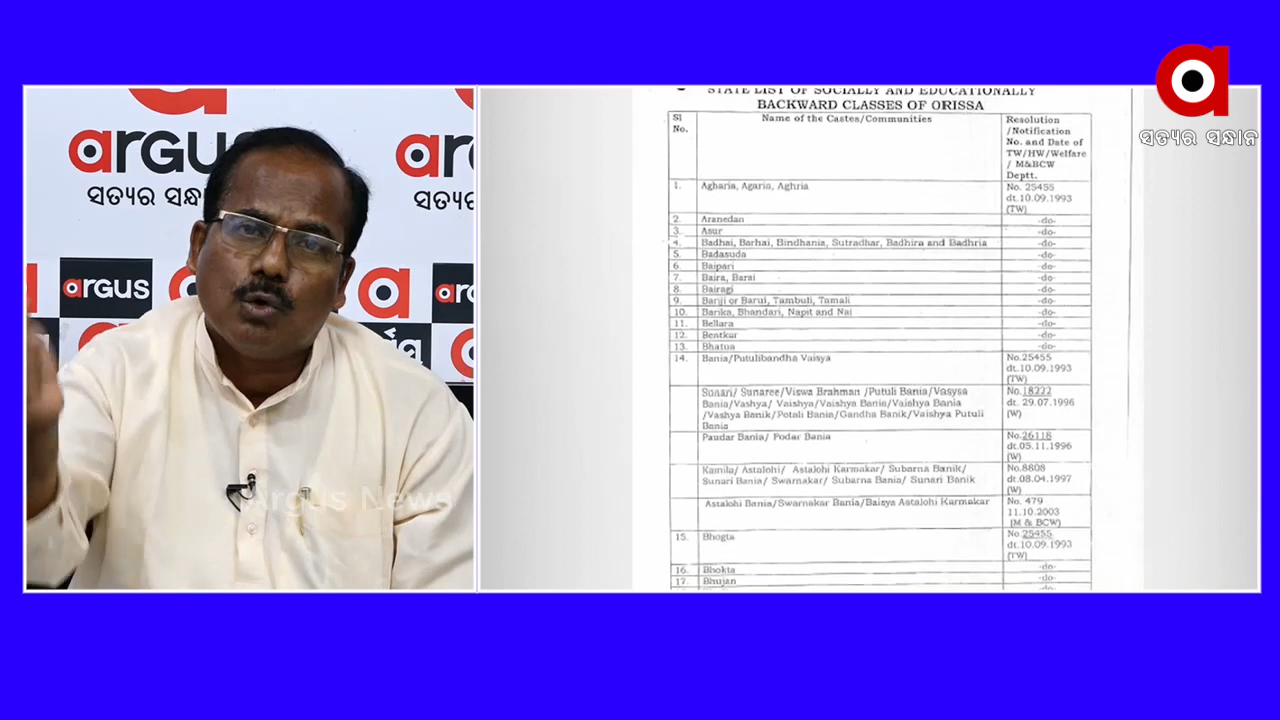 argus
ସତ୍ୟର ସନ୍ଧାନ
argus
Argus News
STATE LIST OF SOCIALLY AND EDUCATIONALLY
BACKWARD CLASSES OF ORISSA
Sl No. Name of the Castes/Communities Resolution /Notification No. and Date of TW/HW/Welfare / M&BCW Deptt.
1. Agharia, Agaria, Aghria No. 25455 dt.10.09.1993 (TW)
2. Aranedan -do-
3. Asur -do-
4. Badhai, Barhai, Bindhania, Sutradhar, Badhira and Badhria -do-
5. Badasuda -do-
6. Baipari -do-
7. Baira, Barai -do-
8. Bairagi -do-
9. Banji or Barui, Tambuli, Tamali -do-
10. Barika, Bhandari, Napit and Nai -do-
11. Bellara -do-
12. Bentkur -do-
13. Bhatua -do-
14. Bania/Putulibandha Vaisya No.25455 dt.10.09.1993 (TW)
Sunari/ Sunaree/Viswa Brahman /Putuli Bania/Vasysa No.18222
Bania/Vashya/ Vaishya/Vaishya Bania/Vaishya Bania dt. 29.07.1996
/Vashya Banik/Potali Bania/Gandha Banik/Vaishya Putuli (W)
Bania
Paudar Bania/ Podar Bania No.26118 dt.05.11.1996 (W)
Kamila/ Astalohi/ Astalohi Karmakar/ Subarna Banik/ No.8808
Sunari Bania/ Swarnakar/ Subarna Bania/ Sunari Banik dt.08.04.1997 (W)
Astalohi Bania/Swarnakar Bania/Baisya Astalohi Karmakar No. 479 11.10.2003 (M & BCW)
15. Bhogta No.25455 dt.10.09.1993 (TW)
16. Bhokta -do-
17. Bhujan -do-
ସତ୍ୟର ସନ୍ଧାନ